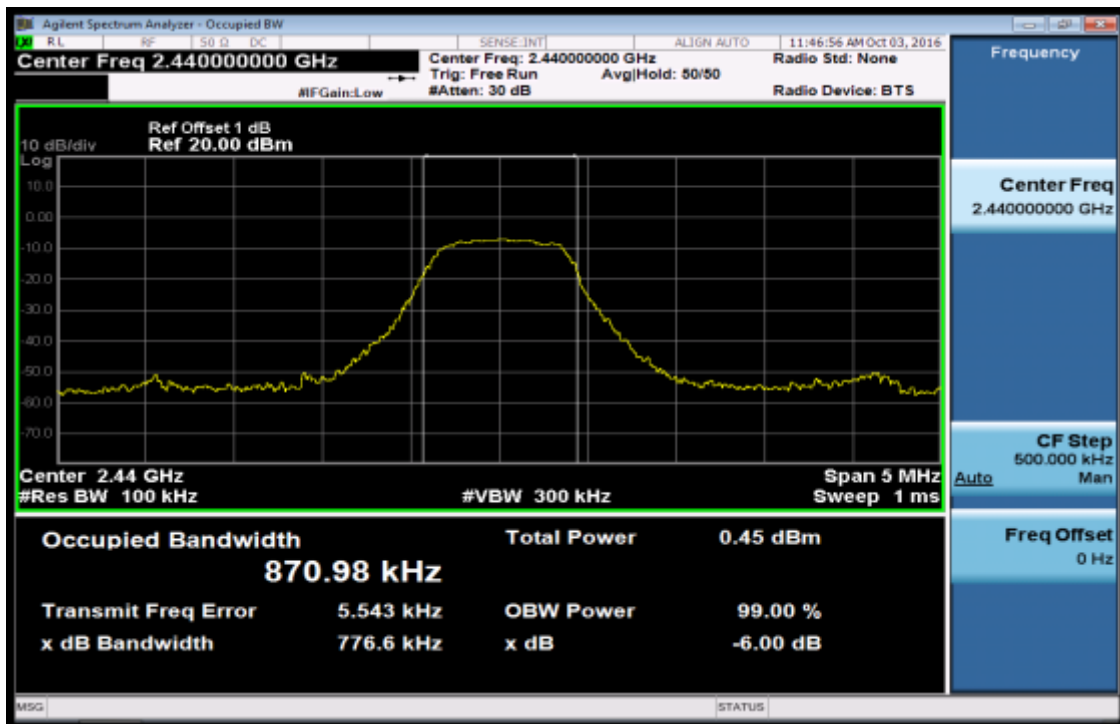 Agilent Spectrum Analyzer - Occupied BW
RL RF 50 Ω DC SENSE:INT ALIGN AUTO 11:46:56 AM Oct 03, 2016
Center Freq 2.440000000 GHz
Center Freq: 2.440000000 GHz Radio Std: None
Trig: Free Run Avg|Hold: 50/50
#IFGain:Low #Atten: 30 dB Radio Device: BTS
Ref Offset 1 dB
10 dB/div Ref 20.00 dBm
Log
10.0
0.00
-10.0
-20.0
-30.0
-40.0
-50.0
-60.0
-70.0
Center 2.44 GHz Span 5 MHz
#Res BW 100 kHz #VBW 300 kHz Sweep 1 ms
Occupied Bandwidth Total Power 0.45 dBm
870.98 kHz
Transmit Freq Error 5.543 kHz OBW Power 99.00 %
x dB Bandwidth 776.6 kHz x dB -6.00 dB
MSG STATUS
Frequency
Center Freq
2.440000000 GHz
CF Step
500.000 kHz
Auto Man
Freq Offset
0 Hz